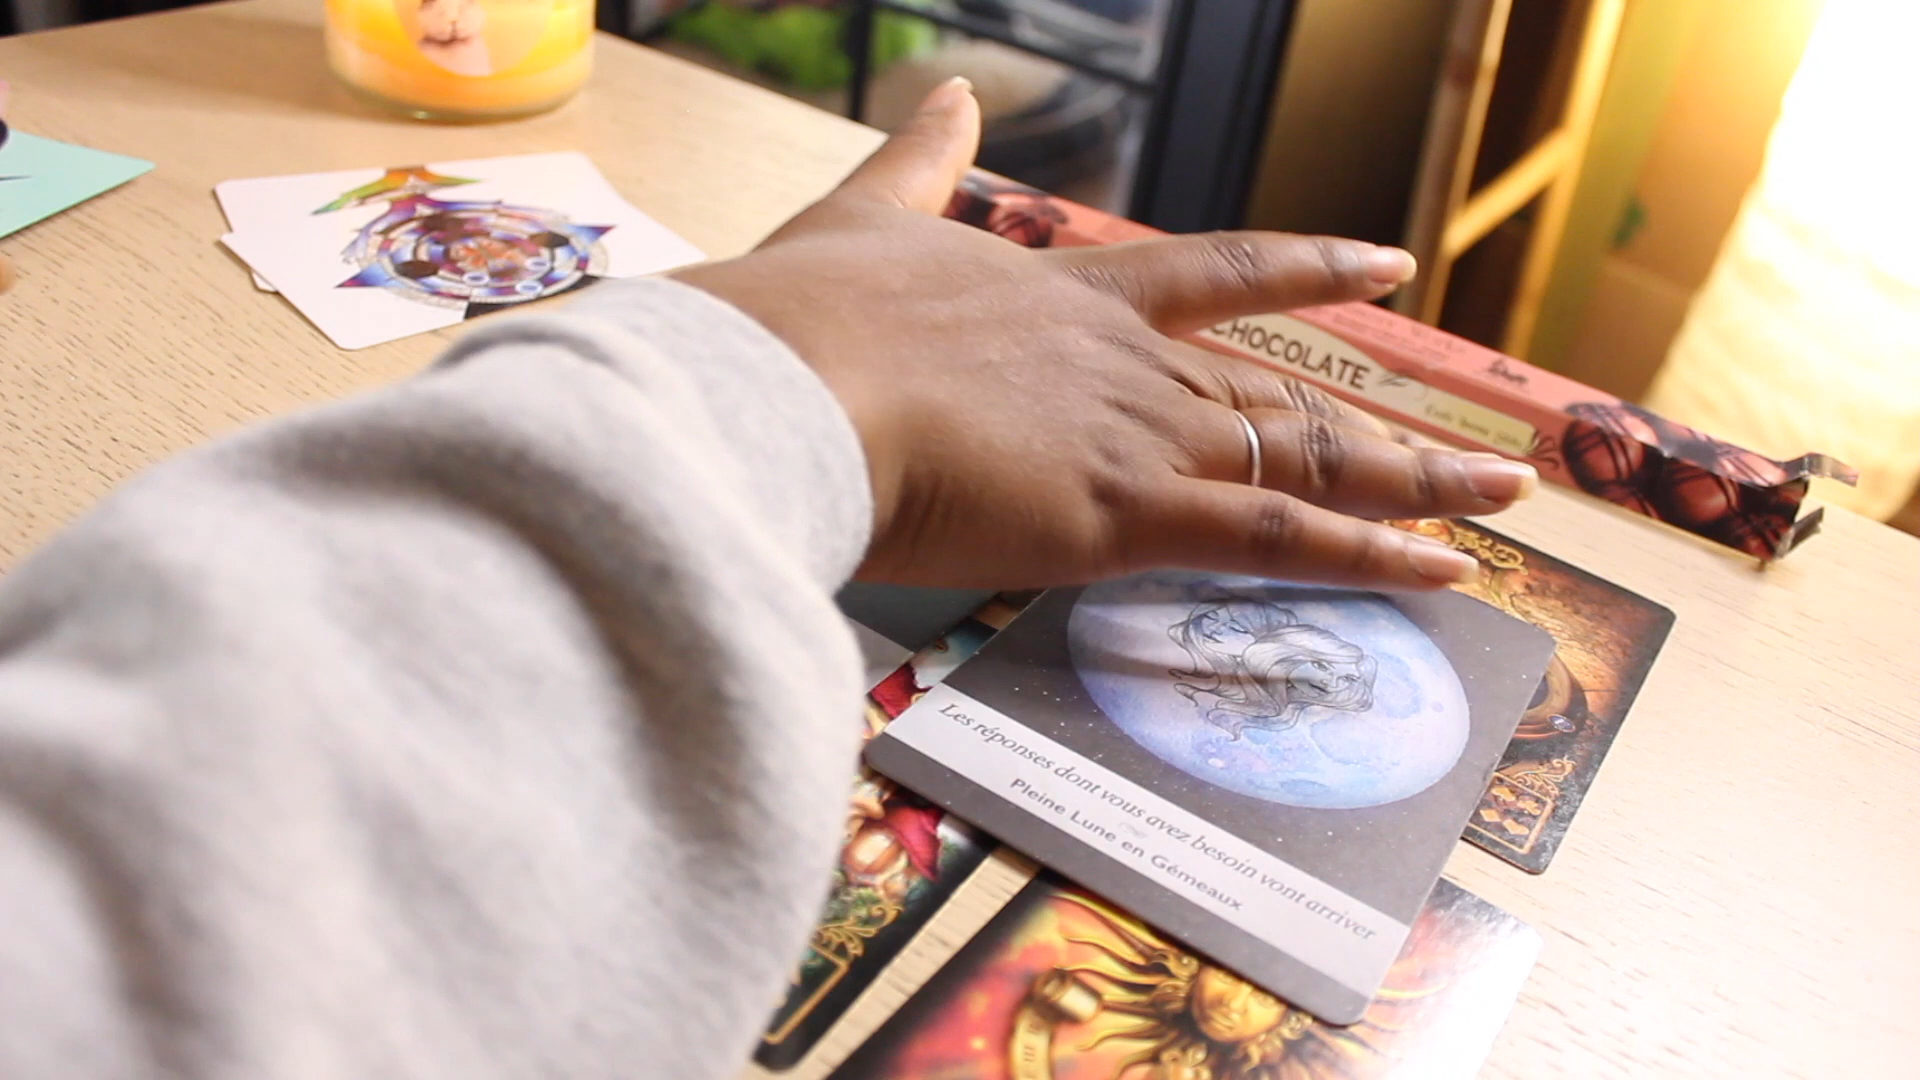 CHOCOLATE
Les réponses dont vous avez besoin vont arriver
Pleine Lune en Gémeaux